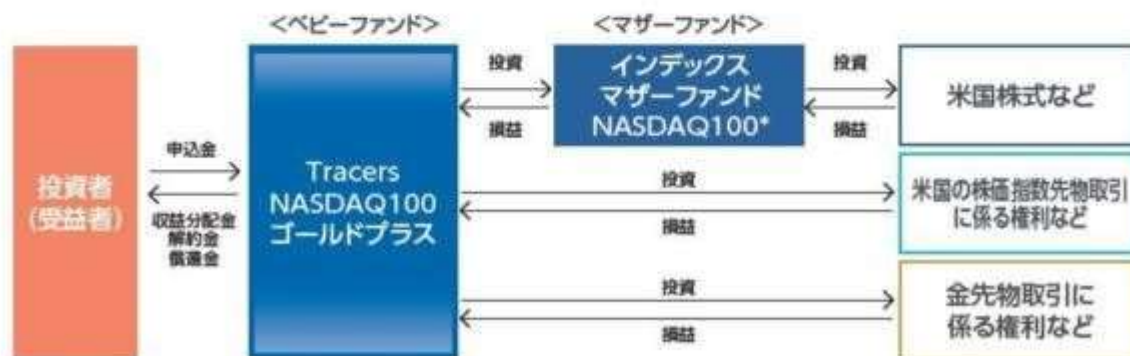 <ベビーファンド>
<マザーファンド>
投資者
(受益者)
申込金
収益分配金
解約金
償還金
Tracers
NASDAQ100
ゴールドプラス
投資
損益
インデックス
マザーファンド
NASDAQ100*
投資
損益
米国株式など
投資
損益
米国の株価指数先物取引
に係る権利など
投資
損益
金先物取引に
係る権利など